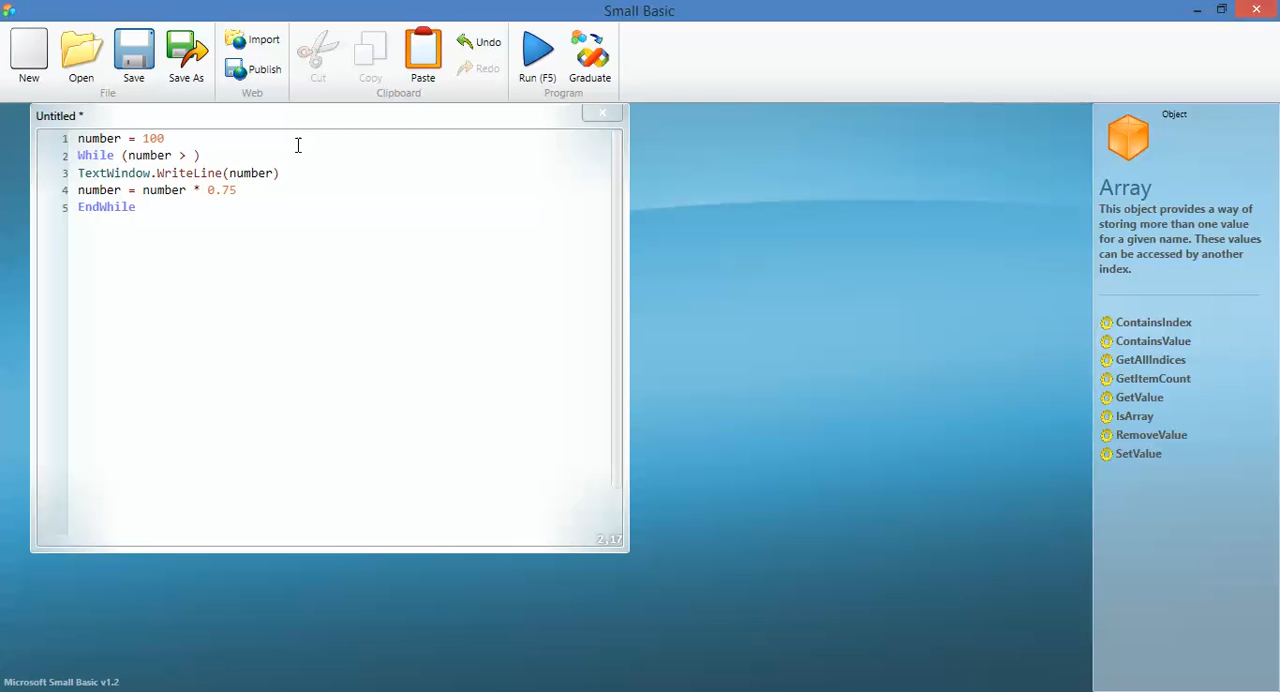 Small Basic
New
Open
Save
Save As
File
Import
Publish
Web
Cut
Copy
Paste
Undo
Redo
Clipboard
Run (F5)
Graduate
Program
Untitled *
1 number = 100
2 While (number > )
3 TextWindow.WriteLine(number)
4 number = number * 0.75
5 EndWhile
2,17
Object
Array
This object provides a way of
storing more than one value
for a given name. These values
can be accessed by another
index.
ContainsIndex
ContainsValue
GetAllIndices
GetItemCount
GetValue
IsArray
RemoveValue
SetValue
Microsoft Small Basic v1.2